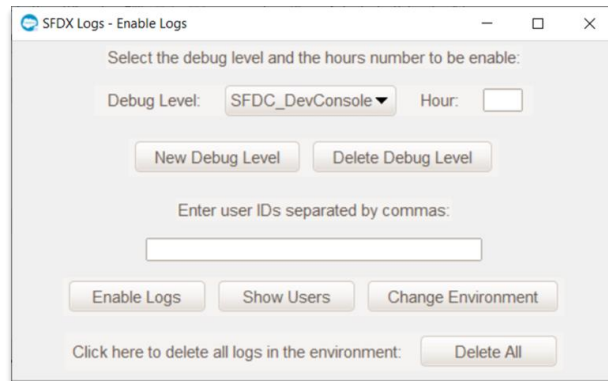 SFDX Logs - Enable Logs
Select the debug level and the hours number to be enable:
Debug Level: SFDC_DevConsole Hour:
New Debug Level Delete Debug Level
Enter user IDs separated by commas:
Enable Logs Show Users Change Environment
Click here to delete all logs in the environment: Delete All